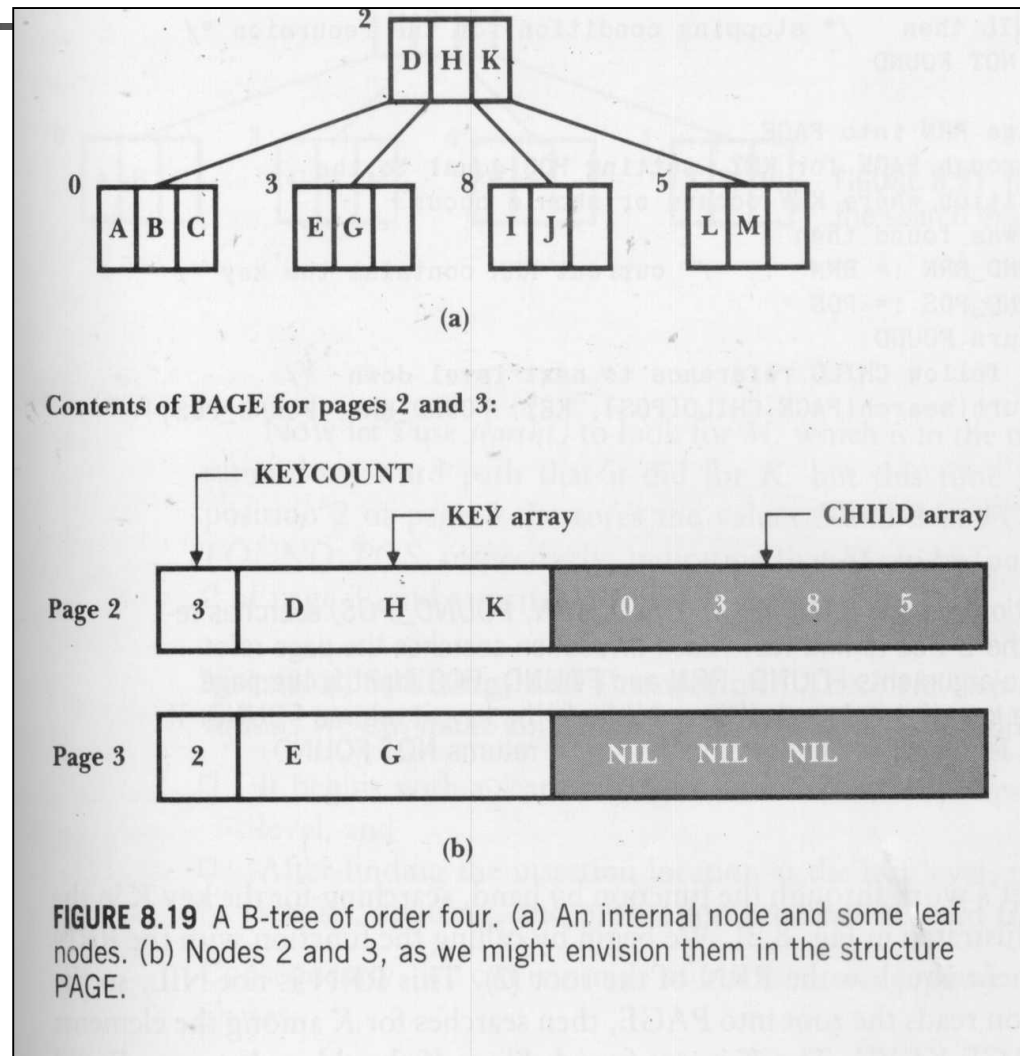 2
D H K
0 3 8 5
A B C E G I J L M
(a)
Contents of PAGE for pages 2 and 3:
KEYCOUNT
KEY array
CHILD array
Page 2 3 D H K 0 3 8 5
Page 3 2 E G NIL NIL NIL
(b)
FIGURE 8.19 A B-tree of order four. (a) An internal node and some leaf
nodes. (b) Nodes 2 and 3, as we might envision them in the structure
PAGE.